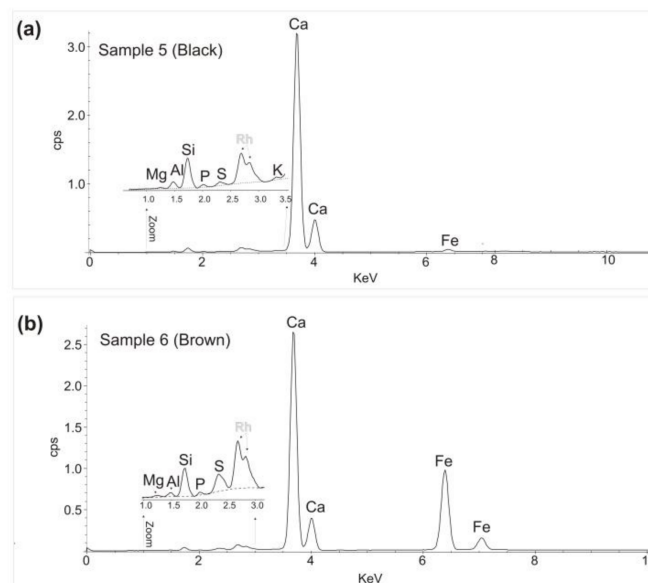 (a)
Sample 5 (Black)
cps
3.0
2.0
1.0
Ca
Ca
Fe
Mg Al Si P S Rh K
1.0 1.5 2.0 2.5 3.0 3.5
Zoom
0 2 4 6 8 10
KeV
(b)
Sample 6 (Brown)
cps
2.5
2.0
1.5
1.0
0.5
Ca
Ca
Fe
Fe
Mg Al Si P S Rh
1.0 1.5 2.0 2.5 3.0
Zoom
0 2 4 6 8 10
KeV